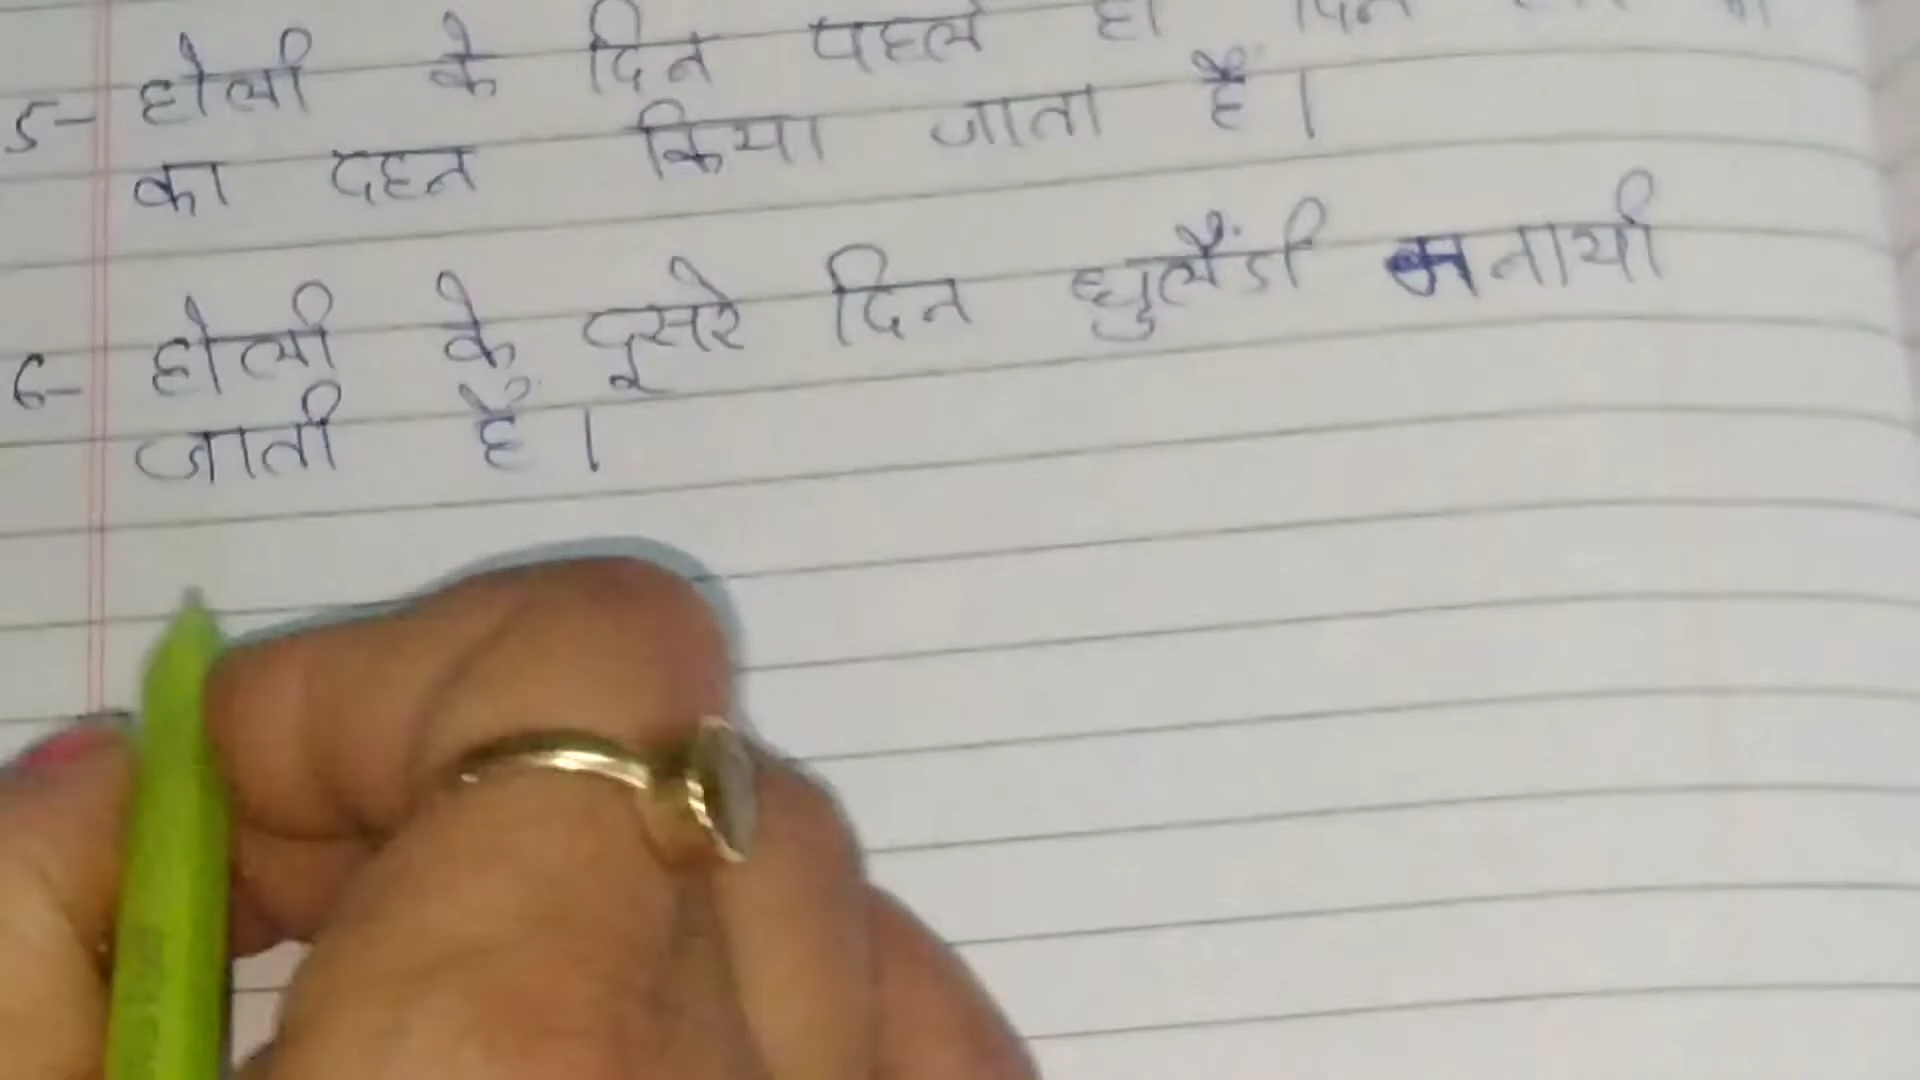 5- होली के दिन पहले ही दिन
का दहन किया जाता है।
6- होली के दूसरे दिन धुलैंडी मनायी
जाती हैं।